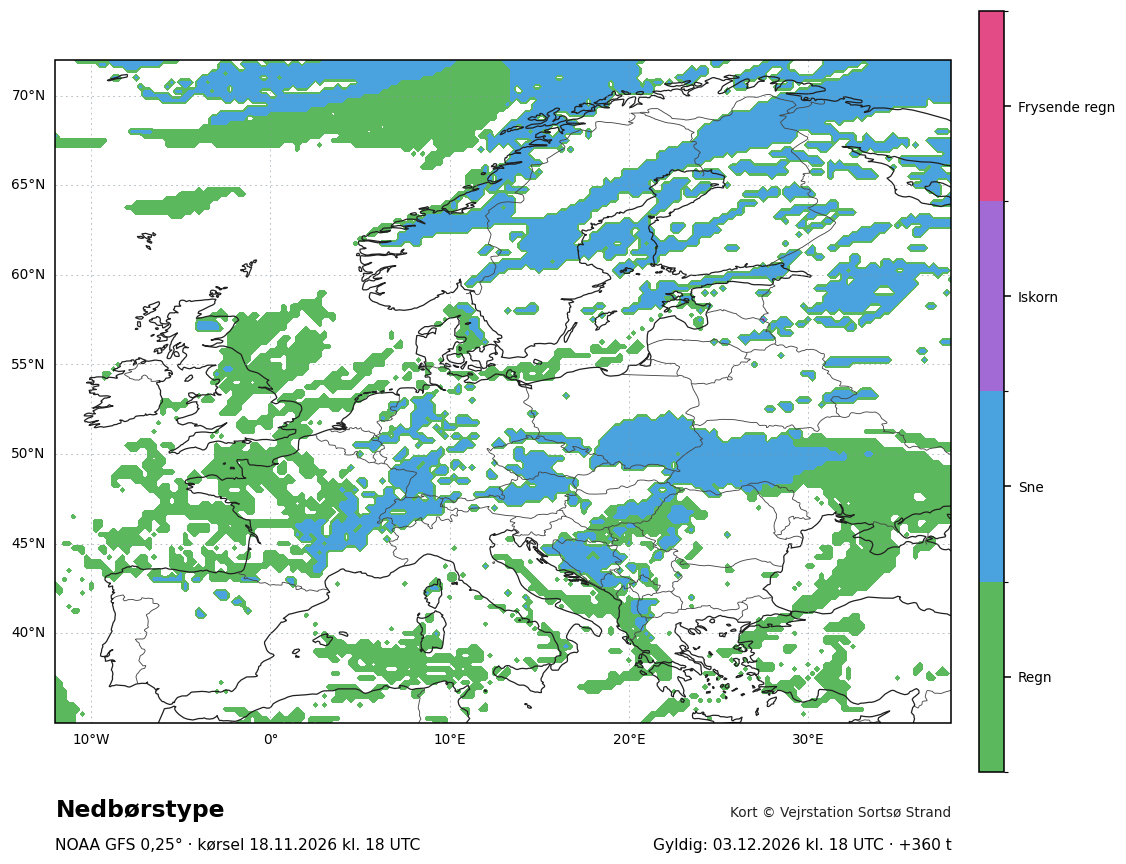 70°N
65°N
60°N
55°N
50°N
45°N
40°N
10°W
0°
10°E
20°E
30°E
Frysende regn
Iskorn
Sne
Regn
Nedbørstype
Kort © Vejrstation Sortsø Strand
NOAA GFS 0,25° · kørsel 18.11.2026 kl. 18 UTC
Gyldig: 03.12.2026 kl. 18 UTC · +360 t